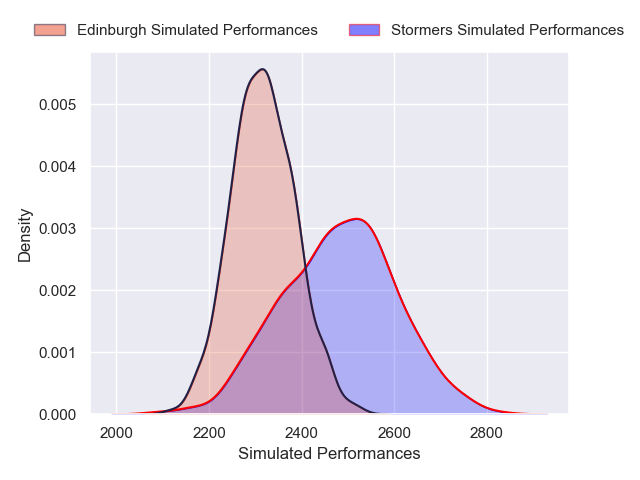 Edinburgh Simulated Performances
Stormers Simulated Performances
Density
0.005
0.004
0.003
0.002
0.001
0.000
2000 2200 2400 2600 2800
Simulated Performances